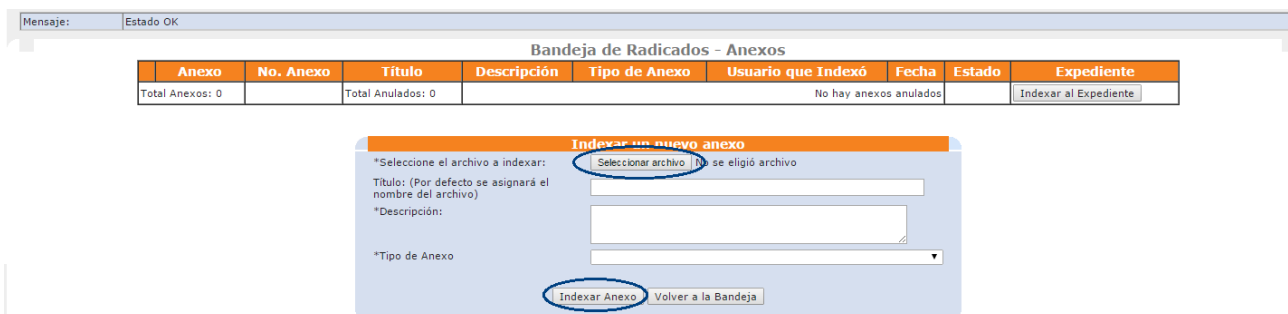 Mensaje: Estado OK
Bandeja de Radicados - Anexos
Anexo No. Anexo Título Descripción Tipo de Anexo Usuario que Indexó Fecha Estado Expediente
Total Anexos: 0 Total Anulados: 0 No hay anexos anulados Indexar al Expediente
Indexar un nuevo anexo
*Seleccione el archivo a indexar: Seleccionar archivo No se eligió archivo
Título: (Por defecto se asignará el
nombre del archivo)
*Descripción:
*Tipo de Anexo
Indexar Anexo Volver a la Bandeja